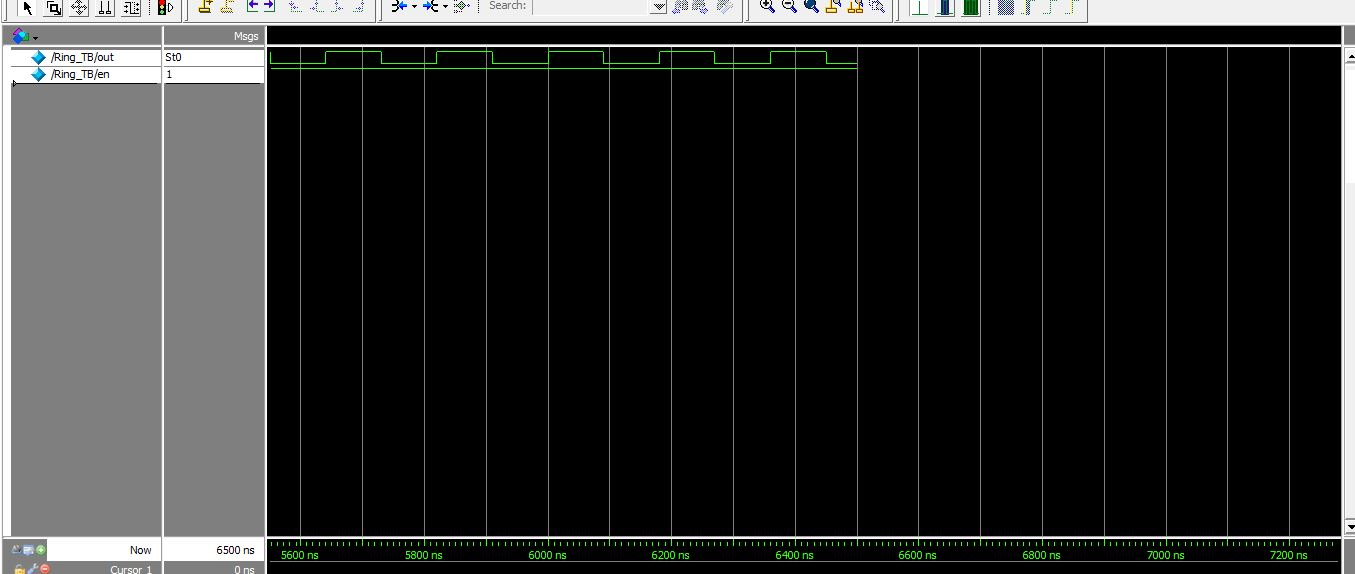 Search:
Msgs
/Ring_TB/out St0
/Ring_TB/en 1
Now 6500 ns
5600 ns 5800 ns 6000 ns 6200 ns 6400 ns 6600 ns 6800 ns 7000 ns 7200 ns
Cursor 1 0 ns